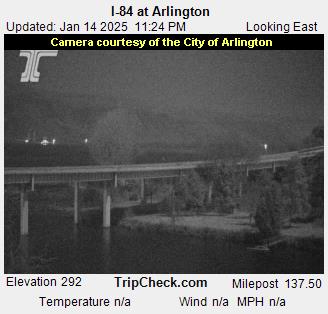 I-84 at Arlington
Updated: Jan 14 2025 11:24 PM Looking East
Camera courtesy of the City of Arlington
Elevation 292 TripCheck.com Milepost 137.50
Temperature n/a Wind n/a MPH n/a